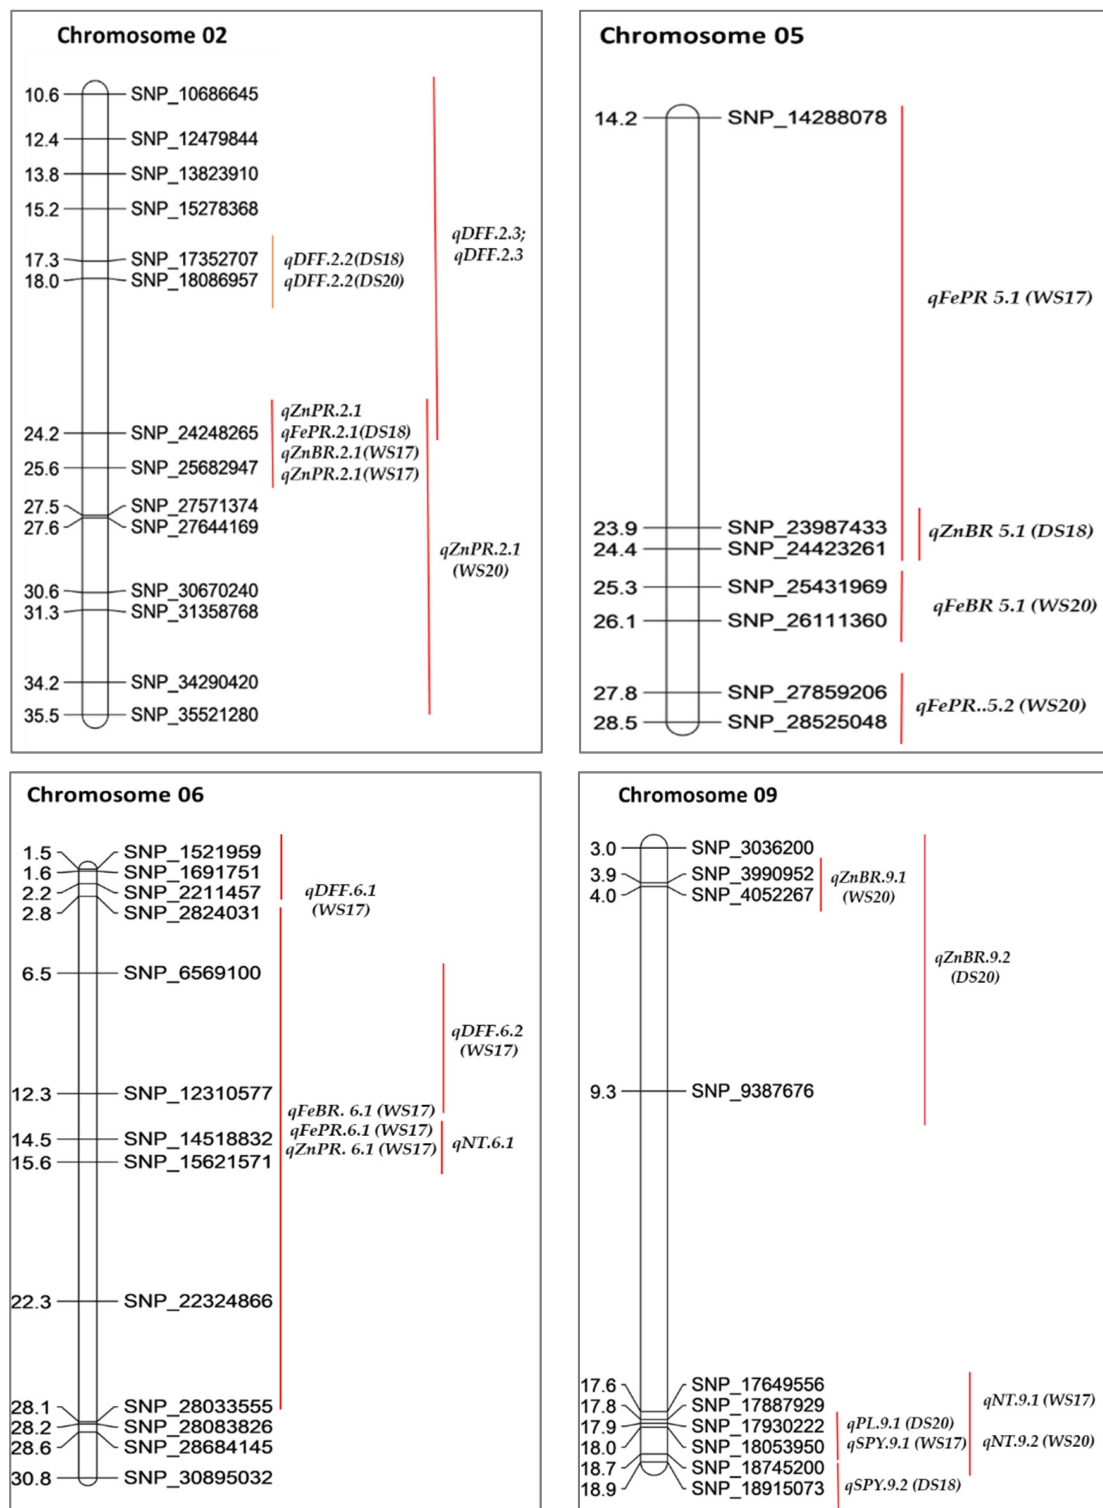 Chromosome 02
10.6 SNP_10686645
12.4 SNP_12479844
13.8 SNP_13823910
15.2 SNP_15278368
qDFF.2.3;
qDFF.2.3
17.3 SNP_17352707 qDFF.2.2(DS18)
18.0 SNP_18086957 qDFF.2.2(DS20)
qZnPR.2.1
24.2 SNP_24248265 qFePR.2.1(DS18)
qZnBR.2.1(WS17)
25.6 SNP_25682947 qZnPR.2.1(WS17)
27.5 SNP_27571374
27.6 SNP_27644169
qZnPR.2.1
(WS20)
30.6 SNP_30670240
31.3 SNP_31358768
34.2 SNP_34290420
35.5 SNP_35521280
Chromosome 05
14.2 SNP_14288078
qFePR 5.1 (WS17)
23.9 SNP_23987433
qZnBR 5.1 (DS18)
24.4 SNP_24423261
25.3 SNP_25431969
qFeBR 5.1 (WS20)
26.1 SNP_26111360
27.8 SNP_27859206
qFePR..5.2 (WS20)
28.5 SNP_28525048
Chromosome 06
1.5 SNP_1521959
1.6 SNP_1691751
2.2 SNP_2211457 qDFF.6.1
2.8 SNP_2824031 (WS17)
6.5 SNP_6569100
qDFF.6.2
(WS17)
12.3 SNP_12310577
qFeBR. 6.1 (WS17)
qFePR.6.1 (WS17)
14.5 SNP_14518832 qNT.6.1
qZnPR. 6.1 (WS17)
15.6 SNP_15621571
22.3 SNP_22324866
28.1 SNP_28033555
28.2 SNP_28083826
28.6 SNP_28684145
30.8 SNP_30895032
Chromosome 09
3.0 SNP_3036200
3.9 SNP_3990952 qZnBR.9.1
4.0 SNP_4052267 (WS20)
qZnBR.9.2
(DS20)
9.3 SNP_9387676
17.6 SNP_17649556
17.8 SNP_17887929 qNT.9.1 (WS17)
17.9 SNP_17930222 qPL.9.1 (DS20)
18.0 SNP_18053950 qSPY.9.1 (WS17) qNT.9.2 (WS20)
18.7 SNP_18745200
18.9 SNP_18915073 qSPY.9.2 (DS18)